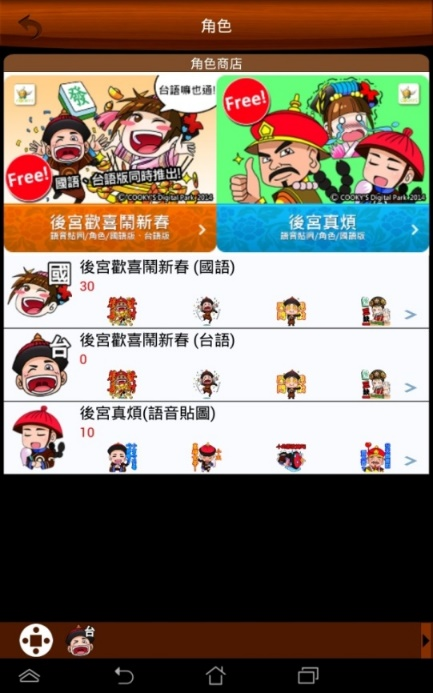 角色
角色商店
發
台語嘛也通!
Free!
國語、台語版同時推出!
© COOKY'S Digital Park 2014
後宮歡喜鬧新春
語音貼圖/角色/國語版‧台語版
Free!
© COOKY'S Digital Park 2014
後宮真煩
語音貼圖/角色/國語版
國
後宮歡喜鬧新春 (國語)
30
台
後宮歡喜鬧新春 (台語)
0
後宮真煩(語音貼圖)
10
台